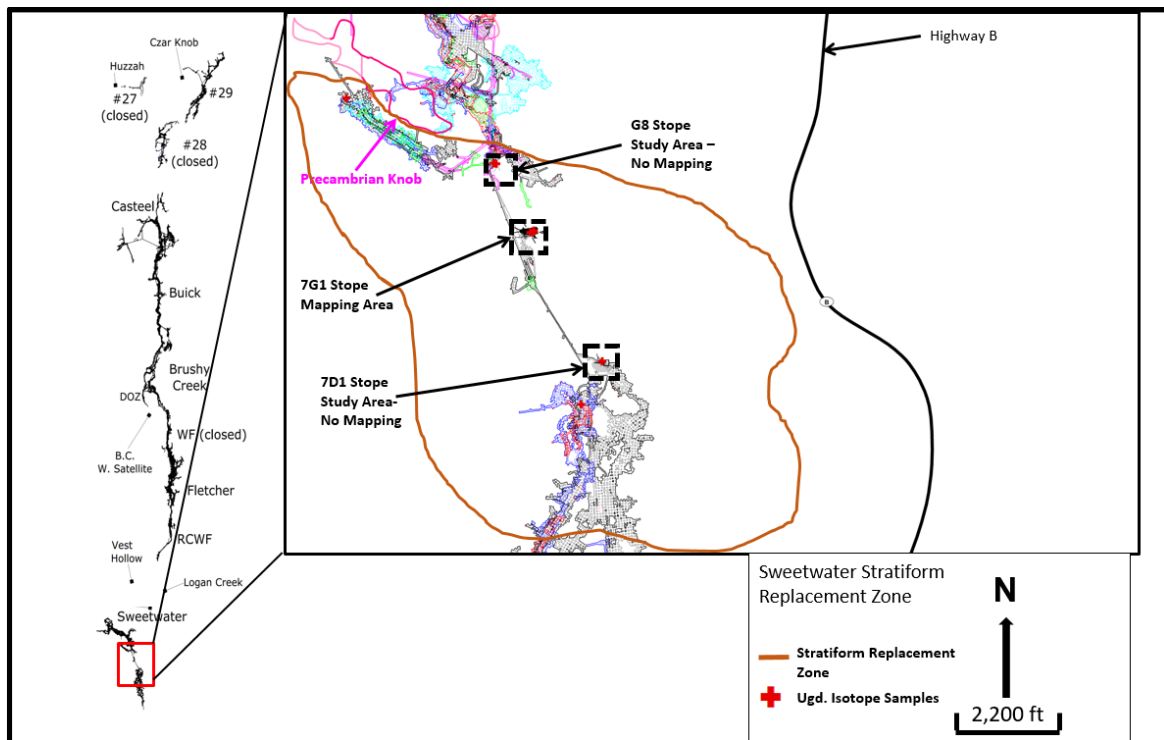 Czar Knob
Huzzah
#27
(closed)
#29
#28
(closed)
Casteel
Buick
Brushy
Creek
DOZ
WF (closed)
B.C.
W. Satellite
Fletcher
RCWF
Vest
Hollow
Logan Creek
Sweetwater
Highway B
G8 Stope
Study Area –
No Mapping
Precambrian Knob
7G1 Stope
Mapping Area
B
7D1 Stope
Study Area-
No Mapping
Sweetwater Stratiform
Replacement Zone
N
Stratiform Replacement
Zone
Ugd. Isotope Samples
2,200 ft